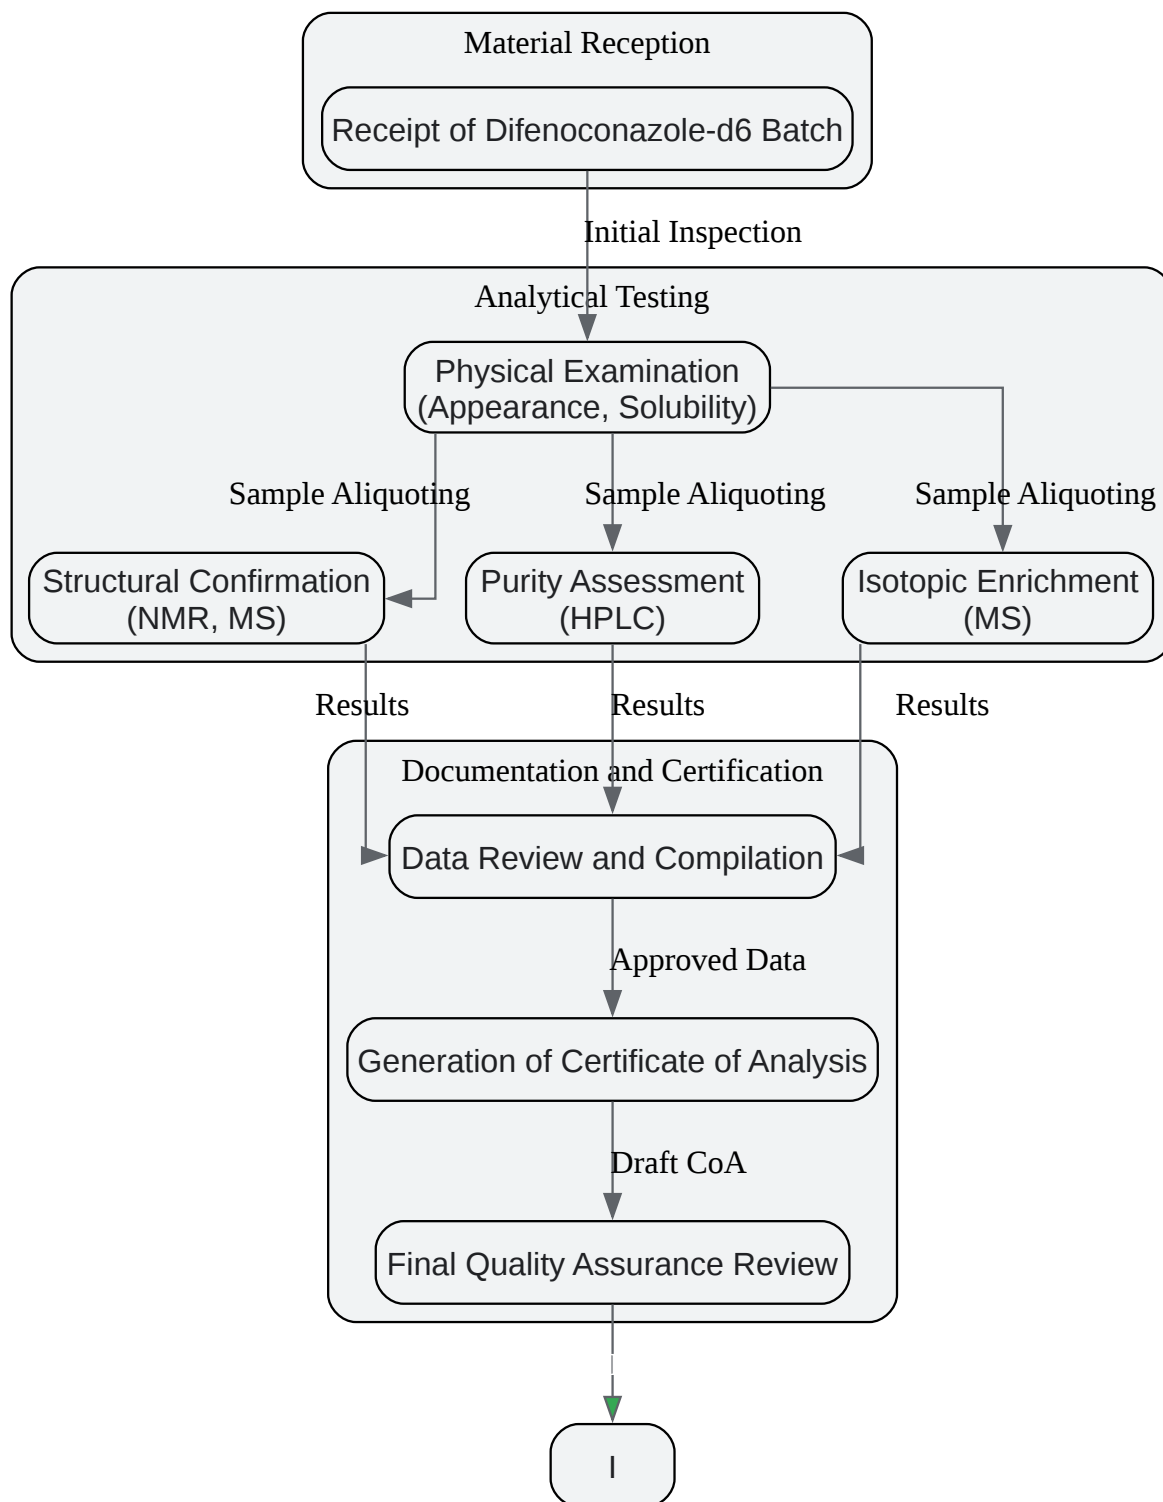 Material Reception
Receipt of Difenoconazole-d6 Batch
Initial Inspection
Analytical Testing
Physical Examination
(Appearance, Solubility)
Sample Aliquoting
Sample Aliquoting
Sample Aliquoting
Structural Confirmation
(NMR, MS)
Purity Assessment
(HPLC)
Isotopic Enrichment
(MS)
Results
Results
Results
Documentation and Certification
Data Review and Compilation
Approved Data
Generation of Certificate of Analysis
Draft CoA
Final Quality Assurance Review
I